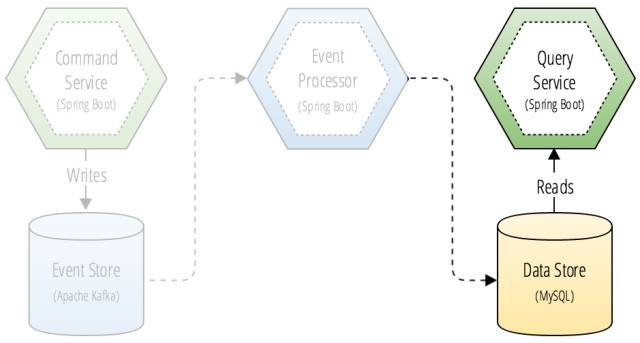 Command
Service
(Spring Boot)
Event
Processor
(Spring Boot)
Query
Service
(Spring Boot)
Writes
Reads
Event Store
(Apache Kafka)
Data Store
(MySQL)